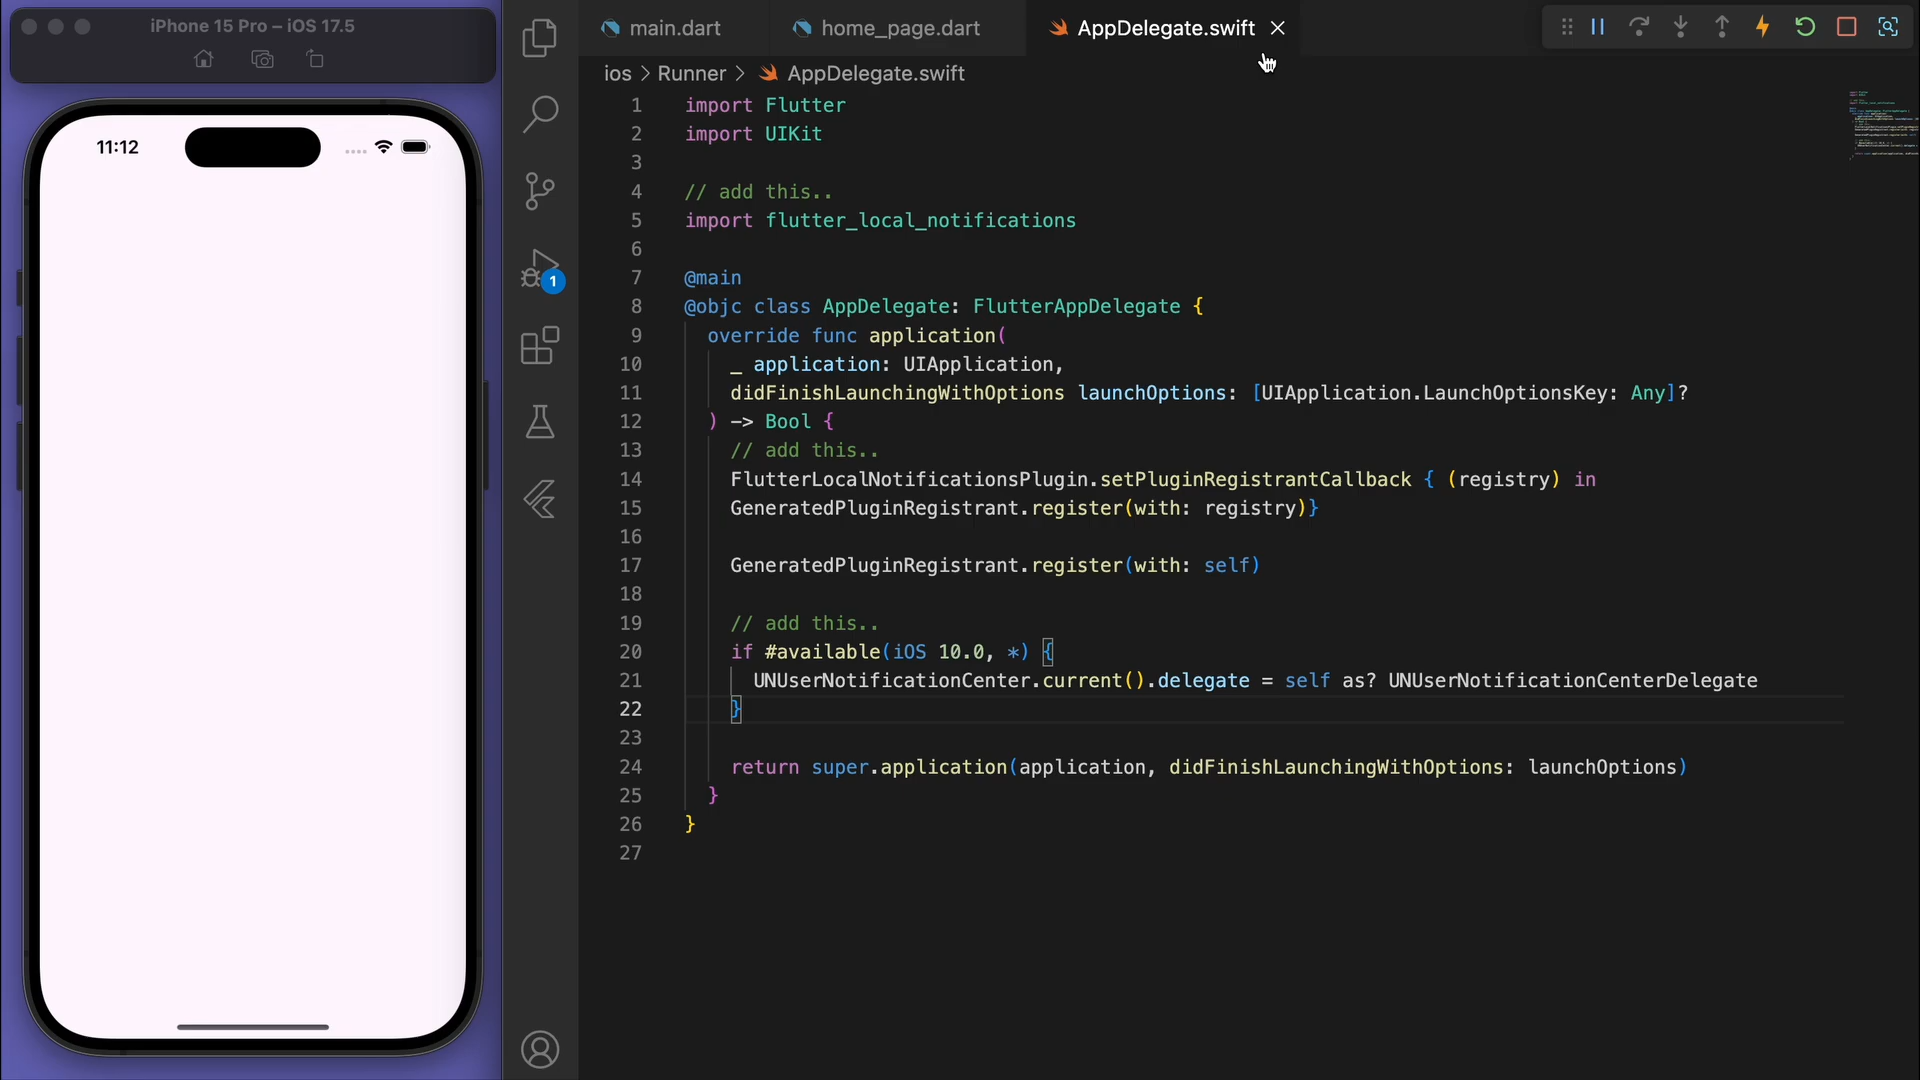 iPhone 15 Pro – iOS 17.5
11:12
1
main.dart
home_page.dart
AppDelegate.swift
ios > Runner > AppDelegate.swift
1 import Flutter
2 import UIKit
3
4 // add this..
5 import flutter_local_notifications
6
7 @main
8 @objc class AppDelegate: FlutterAppDelegate {
9 override func application(
10 _ application: UIApplication,
11 didFinishLaunchingWithOptions launchOptions: [UIApplication.LaunchOptionsKey: Any]?
12 ) -> Bool {
13 // add this..
14 FlutterLocalNotificationsPlugin.setPluginRegistrantCallback { (registry) in
15 GeneratedPluginRegistrant.register(with: registry)}
16
17 GeneratedPluginRegistrant.register(with: self)
18
19 // add this..
20 if #available(iOS 10.0, *) {
21 UNUserNotificationCenter.current().delegate = self as? UNUserNotificationCenterDelegate
22 }
23
24 return super.application(application, didFinishLaunchingWithOptions: launchOptions)
25 }
26 }
27